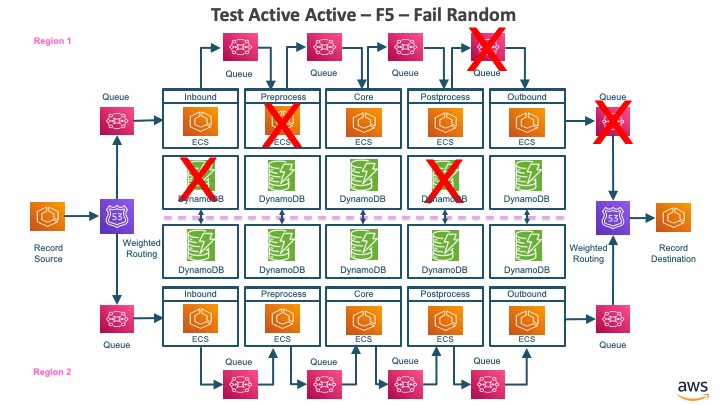 Test Active Active – F5 – Fail Random
Region 1
Queue
Queue
Queue
Queue
Queue
Inbound
Preprocess
Core
Postprocess
Outbound
Queue
ECS
ECS
ECS
ECS
ECS
DynamoDB
DynamoDB
DynamoDB
DynamoDB
DynamoDB
53
53
Record
Source
Weighted
Routing
Weighted
Routing
Record
Destination
DynamoDB
DynamoDB
DynamoDB
DynamoDB
DynamoDB
Inbound
Preprocess
Core
Postprocess
Outbound
ECS
ECS
ECS
ECS
ECS
Queue
Queue
Queue
Queue
Queue
Queue
Region 2
aws